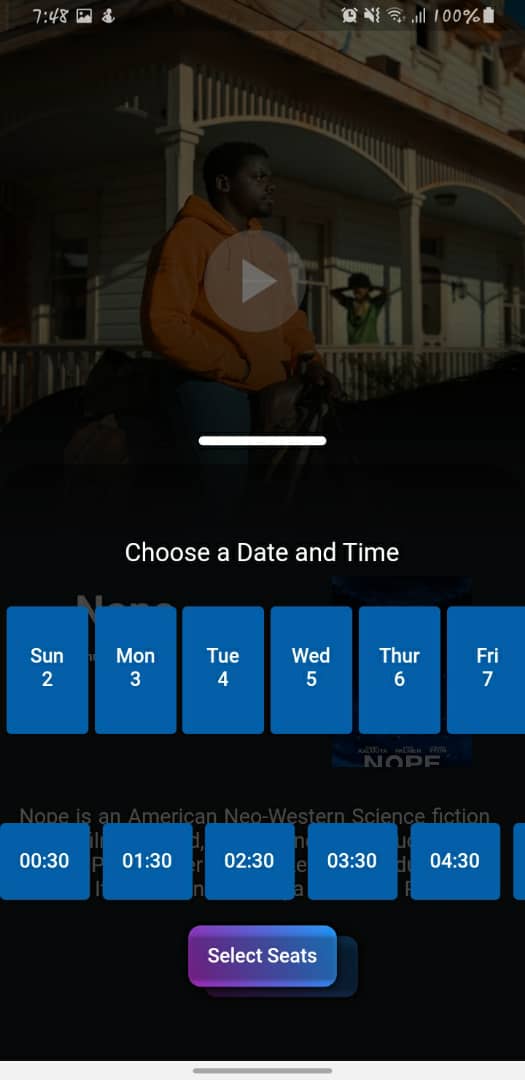 7:48 100%
Choose a Date and Time
Nope
Sun Mon Tue Wed Thur Fri
2 3 4 5 6 7
NOPE
Nope is an American Neo-Western Science fiction
00:30 01:30 02:30 03:30 04:30
Select Seats